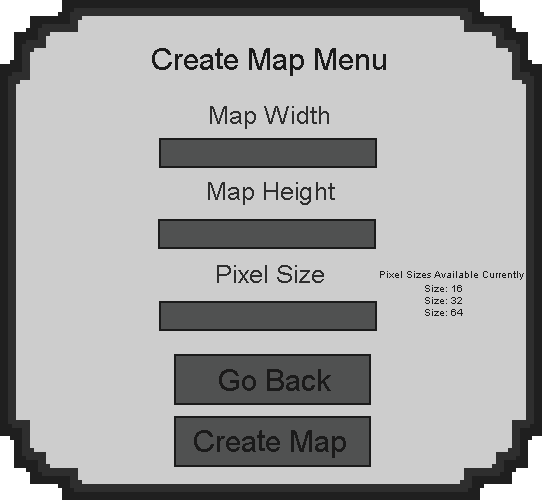 Create Map Menu
Map Width
Map Height
Pixel Size
Pixel Sizes Available Currently
Size: 16
Size: 32
Size: 64
Go Back
Create Map